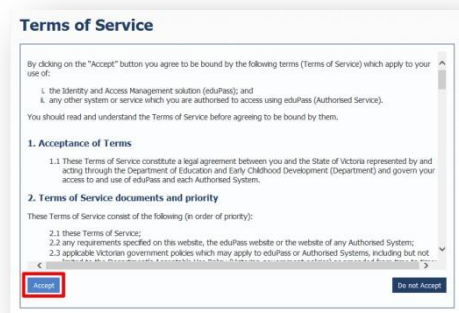 Terms of Service
By clicking on the "Accept" button you agree to be bound by the following terms (Terms of Service) which apply to your
use of:
i. the Identity and Access Management solution (eduPass); and
ii. any other system or service which you are authorised to access using eduPass (Authorised Service).
You should read and understand the Terms of Service before agreeing to be bound by them.
1. Acceptance of Terms
1.1 These Terms of Service constitute a legal agreement between you and the State of Victoria represented by and
acting through the Department of Education and Early Childhood Development (Department) and govern your
access to and use of eduPass and each Authorised System.
2. Terms of Service documents and priority
These Terms of Service consist of the following (in order of priority):
2.1 these Terms of Service;
2.2 any requirements specified on this website, the eduPass website or the website of any Authorised System;
2.3 applicable Victorian government policies which may apply to eduPass or Authorised Systems, including but not
Accept
Do not Accept